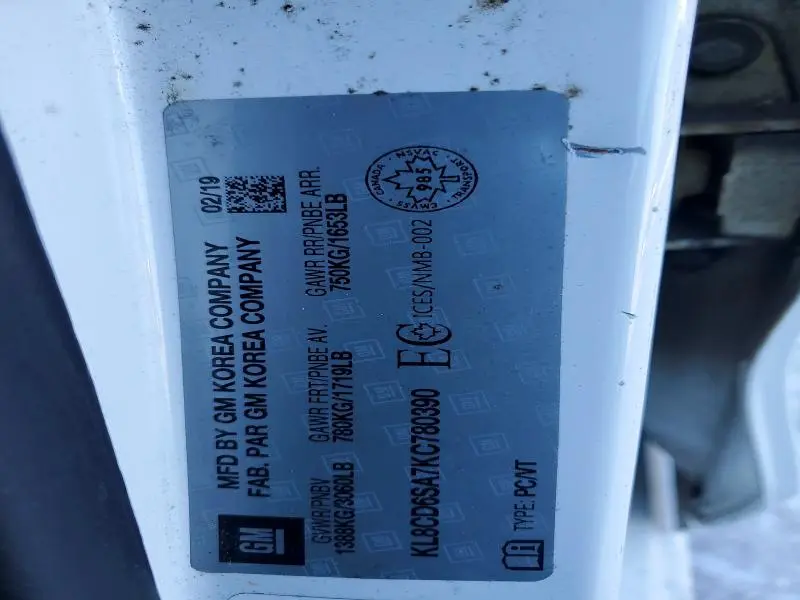 GM
MFD BY GM KOREA COMPANY 02/19
FAB. PAR GM KOREA COMPANY
GVWR/PNBV GAWR FRT/PNBE AV. GAWR RR/PNBE ARR.
1388KG/3060LB 780KG/1719LB 750KG/1653LB
EC ICES/NMB-002
CANADA · NSVAC · TRANSPORT · CMVSS
985
KL8CD6SA7KC780390
TYPE: PC/VT